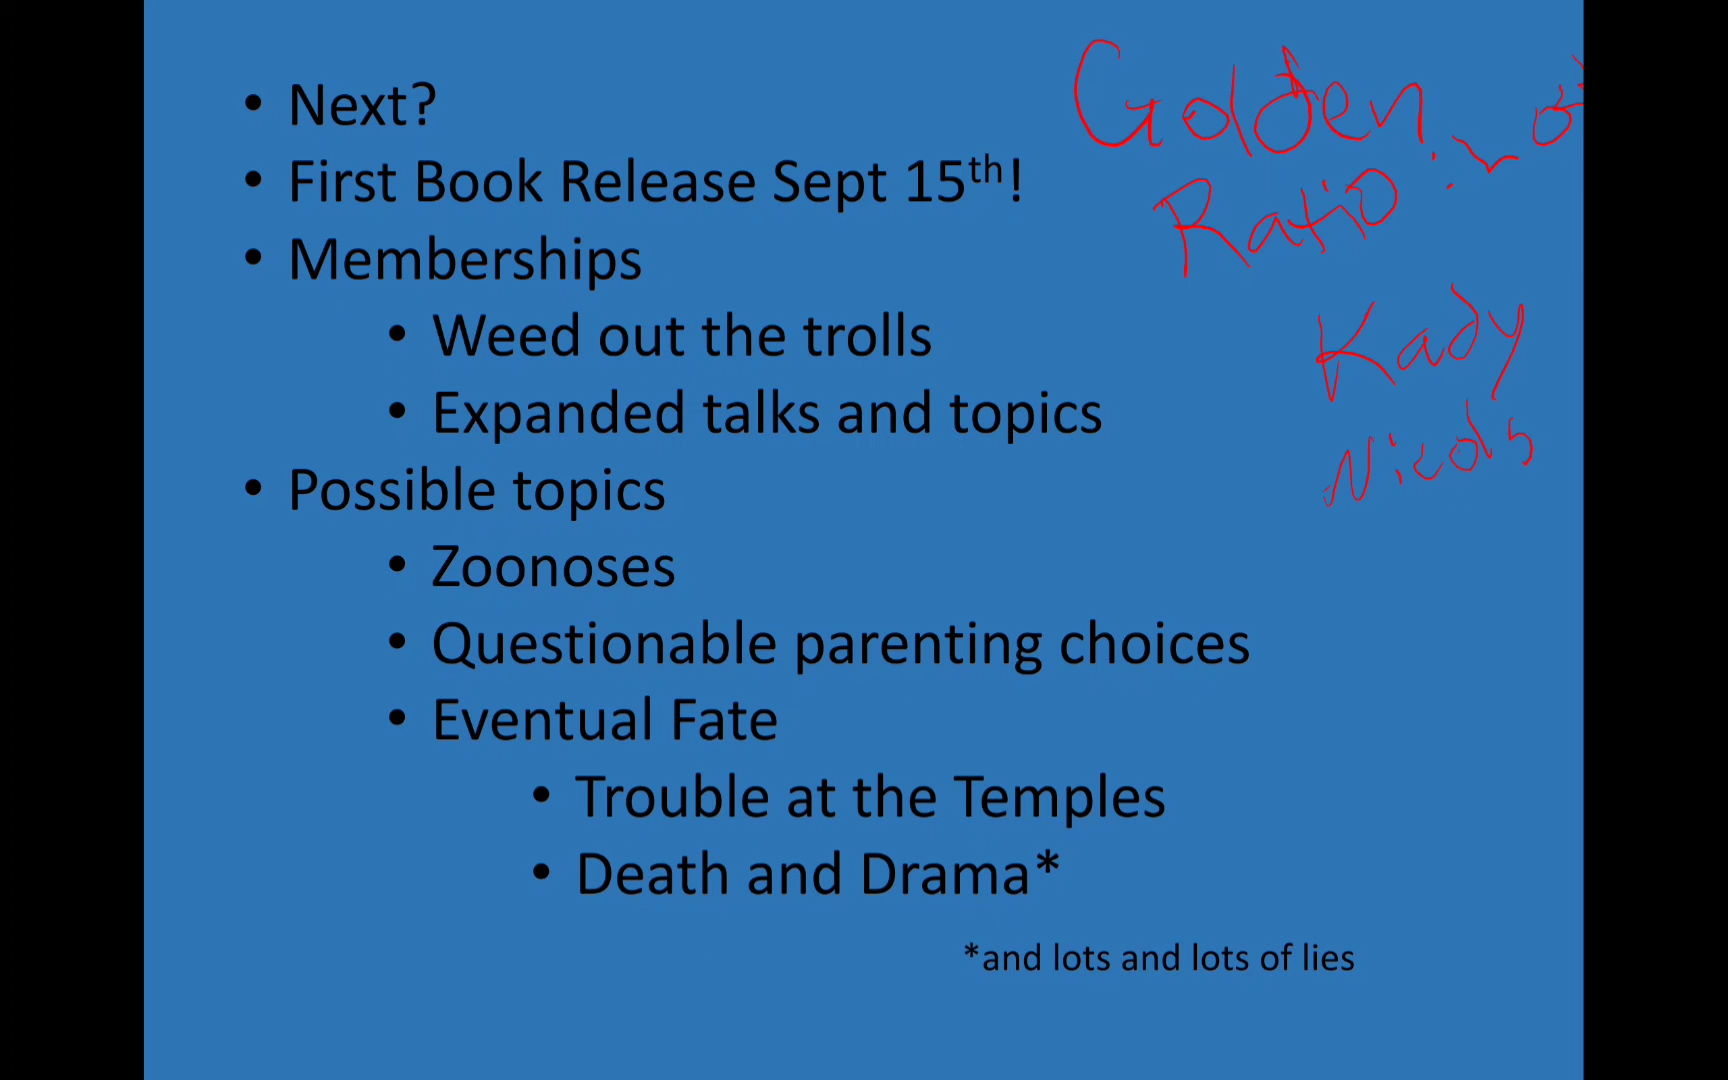 • Next?
• First Book Release Sept 15th!
• Memberships
• Weed out the trolls
• Expanded talks and topics
• Possible topics
• Zoonoses
• Questionable parenting choices
• Eventual Fate
• Trouble at the Temples
• Death and Drama*
*and lots and lots of lies
Golden
Ratio:
Kady